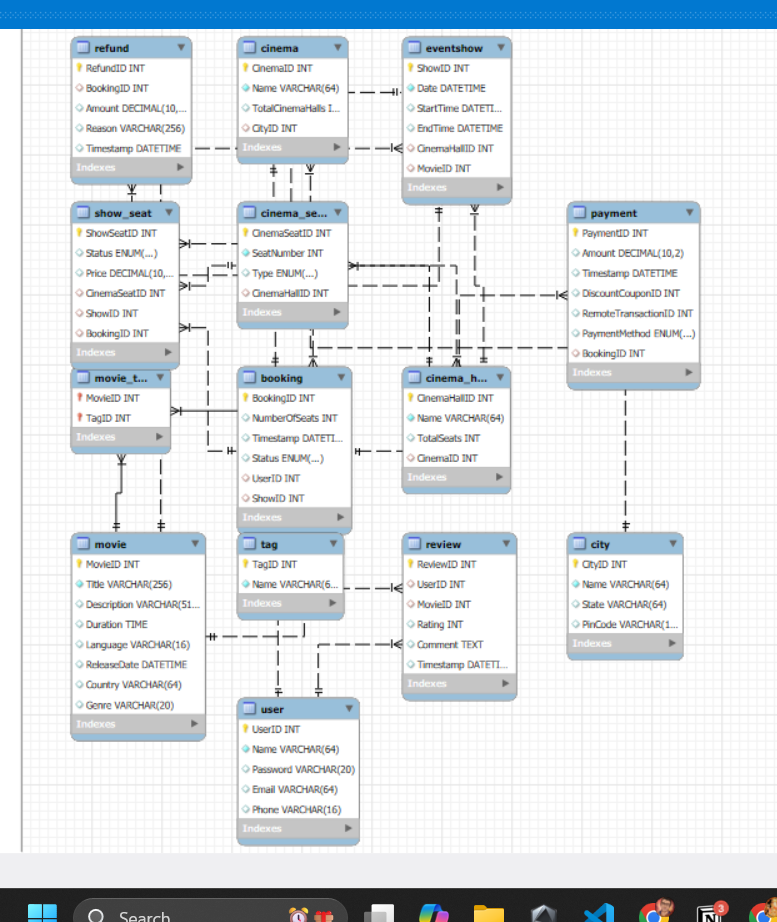 refund
RefundID INT
BookingID INT
Amount DECIMAL(10,...
Reason VARCHAR(256)
Timestamp DATETIME
Indexes
cinema
CinemaID INT
Name VARCHAR(64)
TotalCinemaHalls I...
CityID INT
Indexes
eventshow
ShowID INT
Date DATETIME
StartTime DATETI...
EndTime DATETIME
CinemaHallID INT
MovieID INT
Indexes
show_seat
ShowSeatID INT
Status ENUM(...)
Price DECIMAL(10,...
CinemaSeatID INT
ShowID INT
BookingID INT
Indexes
cinema_se...
CinemaSeatID INT
SeatNumber INT
Type ENUM(...)
CinemaHallID INT
Indexes
payment
PaymentID INT
Amount DECIMAL(10,2)
Timestamp DATETIME
DiscountCouponID INT
RemoteTransactionID INT
PaymentMethod ENUM(...)
BookingID INT
Indexes
movie_t...
MovieID INT
TagID INT
Indexes
booking
BookingID INT
NumberOfSeats INT
Timestamp DATETI...
Status ENUM(...)
UserID INT
ShowID INT
Indexes
cinema_h...
CinemaHallID INT
Name VARCHAR(64)
TotalSeats INT
CinemaID INT
Indexes
movie
MovieID INT
Title VARCHAR(256)
Description VARCHAR(51...
Duration TIME
Language VARCHAR(16)
ReleaseDate DATETIME
Country VARCHAR(64)
Genre VARCHAR(20)
Indexes
tag
TagID INT
Name VARCHAR(6...
Indexes
review
ReviewID INT
UserID INT
MovieID INT
Rating INT
Comment TEXT
Timestamp DATETI...
Indexes
city
CityID INT
Name VARCHAR(64)
State VARCHAR(64)
PinCode VARCHAR(1...
Indexes
user
UserID INT
Name VARCHAR(64)
Password VARCHAR(20)
Email VARCHAR(64)
Phone VARCHAR(16)
Indexes
Search
N
3